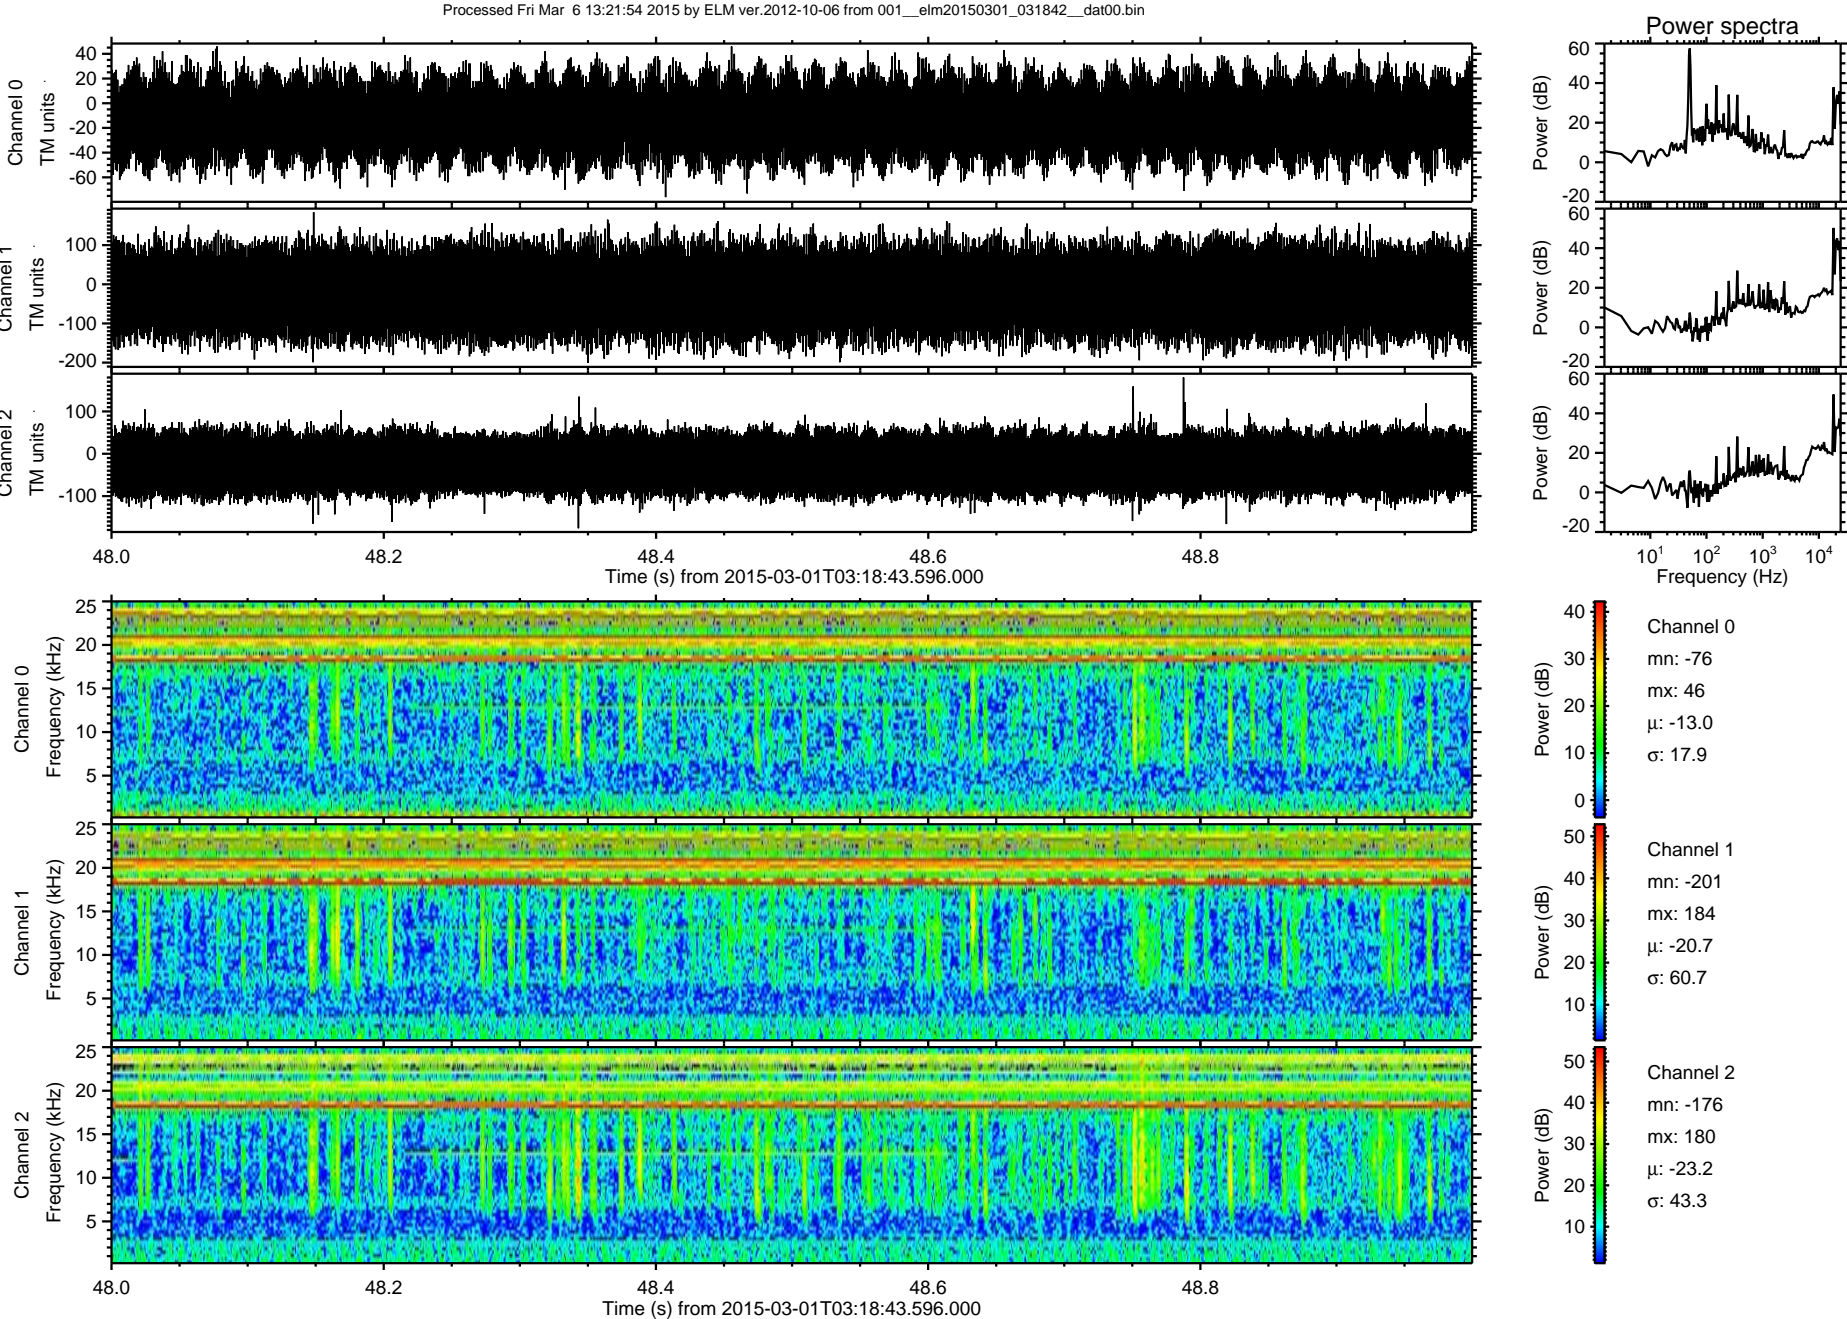 Processed Fri Mar  6 13:21:54 2015 by ELM ver.2012-10-06 from 001__elm20150301_031842__dat00.bin
Power spectra
Channel 0
TM units
40
20
0
-20
-40
-60
Power (dB)
60
40
20
0
-20
Channel 1
TM units
100
0
-100
-200
Power (dB)
60
40
20
0
-20
Channel 2
TM units
100
0
-100
Power (dB)
60
40
20
0
-20
48.0 48.2 48.4 48.6 48.8
Time (s) from 2015-03-01T03:18:43.596.000
10^1 10^2 10^3 10^4
Frequency (Hz)
Channel 0
Frequency (kHz)
25
20
15
10
5
Power (dB)
40
30
20
10
0
Channel 0
mn: -76
mx: 46
μ: -13.0
σ: 17.9
Channel 1
Frequency (kHz)
25
20
15
10
5
Power (dB)
50
40
30
20
10
Channel 1
mn: -201
mx: 184
μ: -20.7
σ: 60.7
Channel 2
Frequency (kHz)
25
20
15
10
5
Power (dB)
50
40
30
20
10
Channel 2
mn: -176
mx: 180
μ: -23.2
σ: 43.3
48.0 48.2 48.4 48.6 48.8
Time (s) from 2015-03-01T03:18:43.596.000